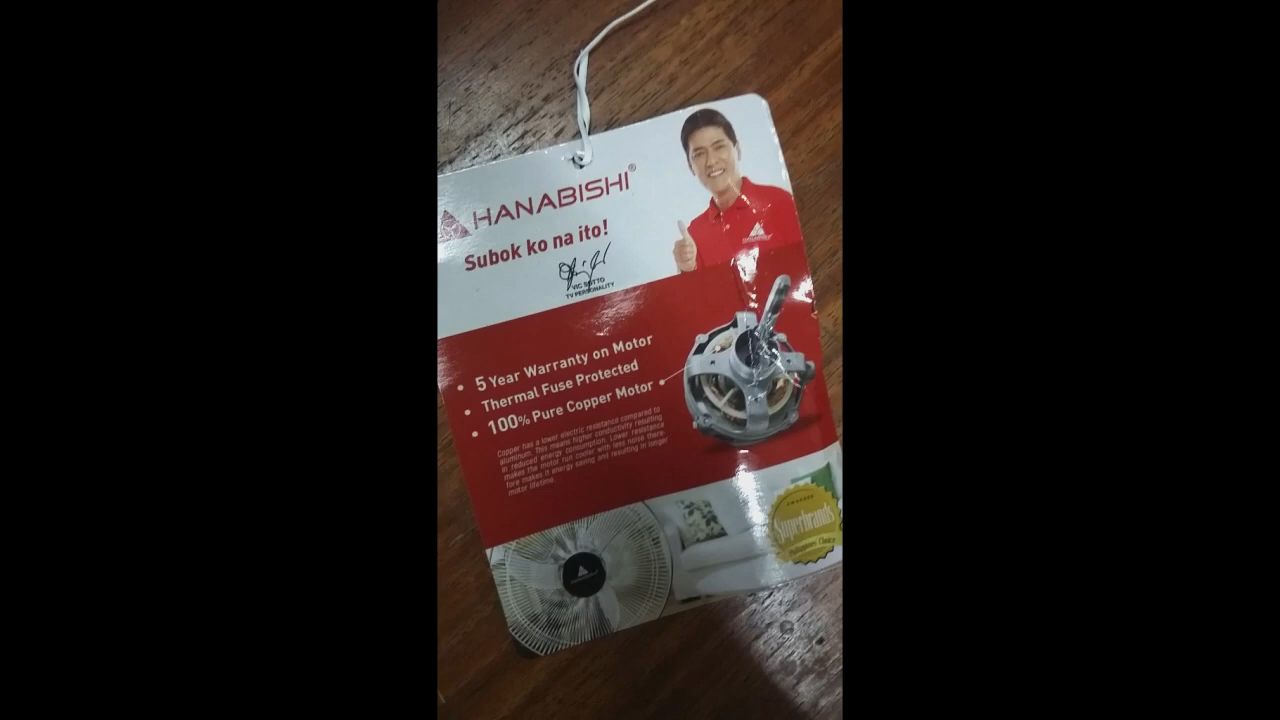 HANABISHI®
Subok ko na ito!
VIC SOTTO
TV PERSONALITY
• 5 Year Warranty on Motor
• Thermal Fuse Protected
• 100% Pure Copper Motor
Copper has a lower electric resistance compared to
aluminum. This means higher conductivity resulting
in reduced energy consumption. Lower resistance
makes the motor run cooler with less noise there-
fore makes it energy saving and resulting in longer
motor lifetime.
AWARDED
Superbrands
Philippines' Choice